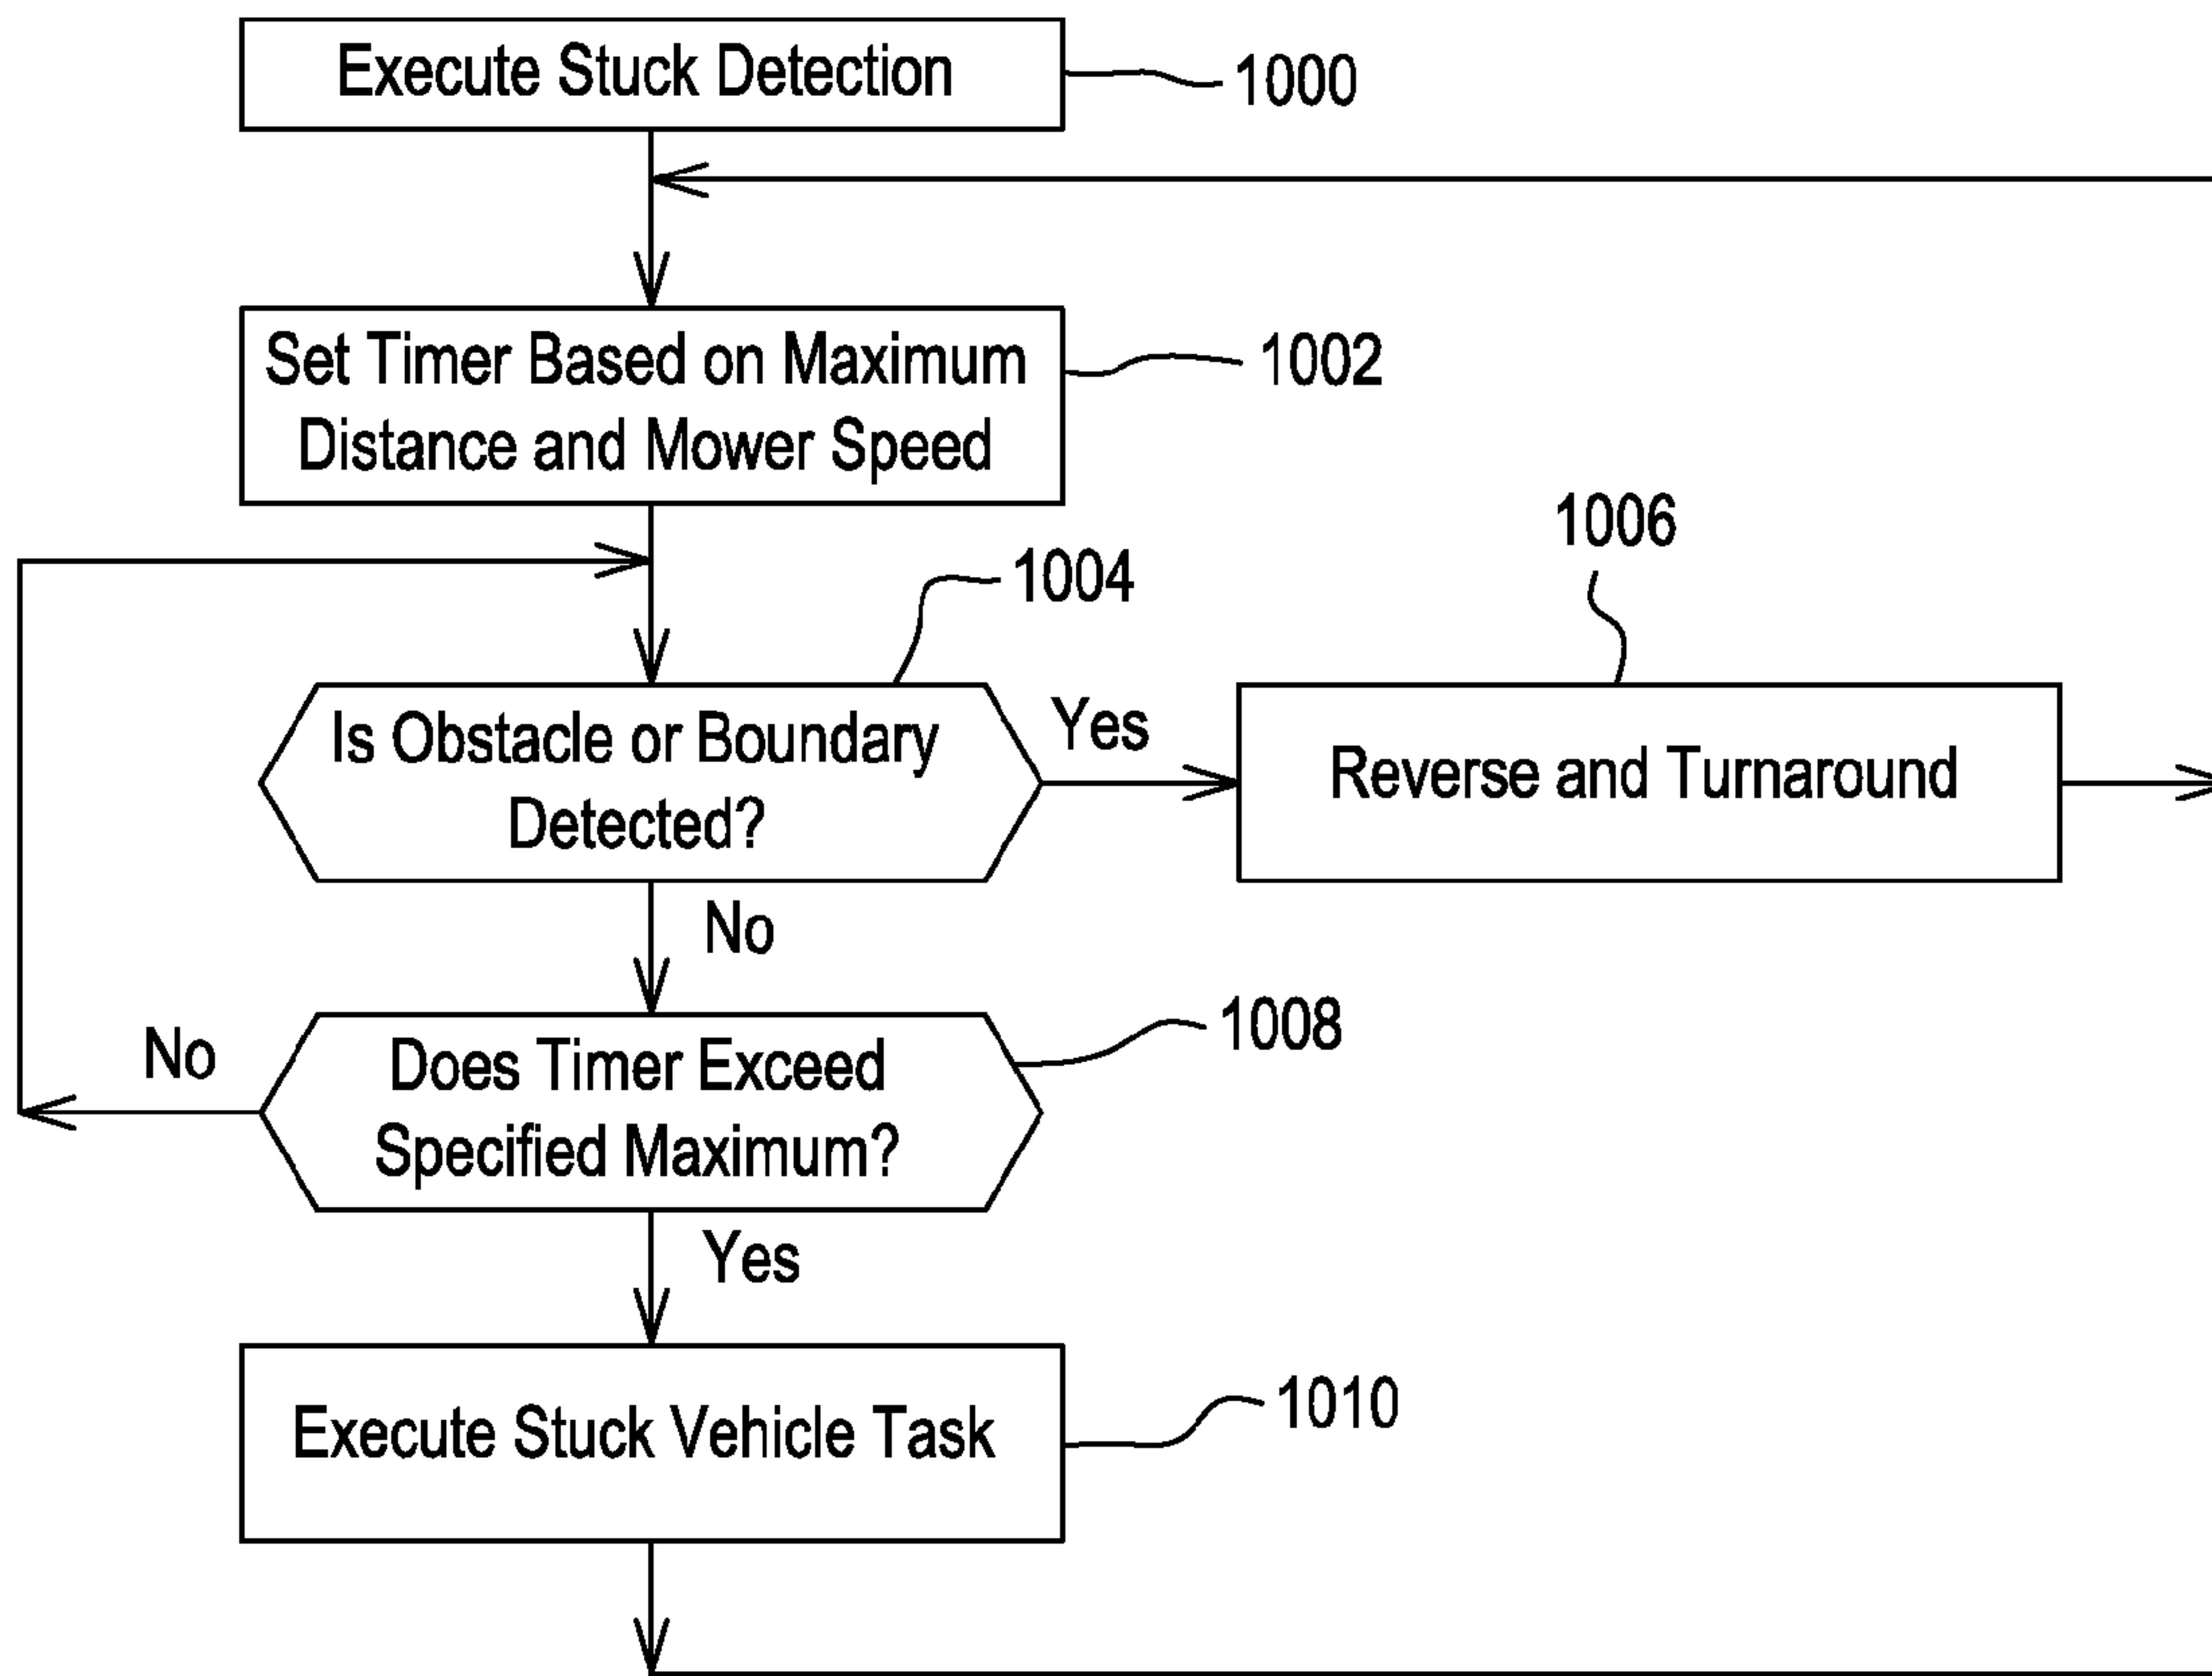 Execute Stuck Detection
1000
Set Timer Based on Maximum
Distance and Mower Speed
1002
1004
1006
Is Obstacle or Boundary
Detected?
Yes
Reverse and Turnaround
No
1008
Does Timer Exceed
Specified Maximum?
No
Yes
Execute Stuck Vehicle Task
1010